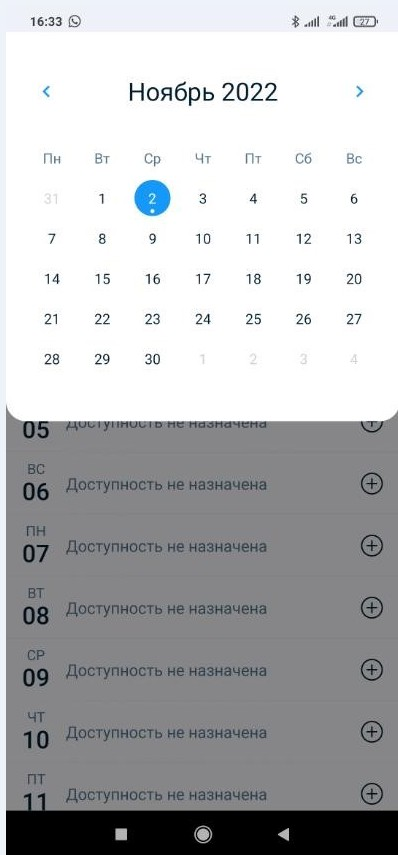 16:33 4G 27
Ноябрь 2022
Пн Вт Ср Чт Пт Сб Вс
31 1 2 3 4 5 6
7 8 9 10 11 12 13
14 15 16 17 18 19 20
21 22 23 24 25 26 27
28 29 30 1 2 3 4
05 Доступность не назначена
ВС
06 Доступность не назначена
ПН
07 Доступность не назначена
ВТ
08 Доступность не назначена
СР
09 Доступность не назначена
ЧТ
10 Доступность не назначена
ПТ
11 Доступность не назначена